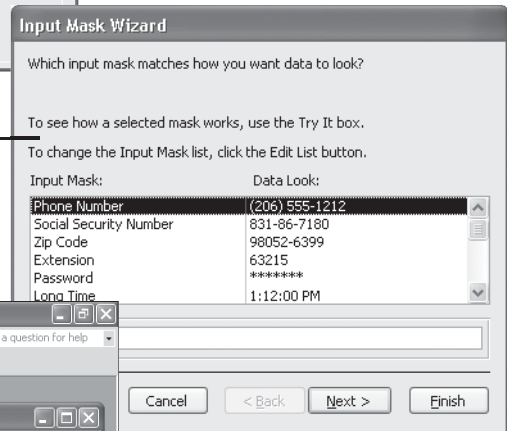 Input Mask Wizard
Which input mask matches how you want data to look?
To see how a selected mask works, use the Try It box.
To change the Input Mask list, click the Edit List button.
Input Mask: Data Look:
Phone Number (206) 555-1212
Social Security Number 831-86-7180
Zip Code 98052-6399
Extension 63215
Password *******
Long Time 1:12:00 PM
a question for help
Cancel < Back Next > Finish